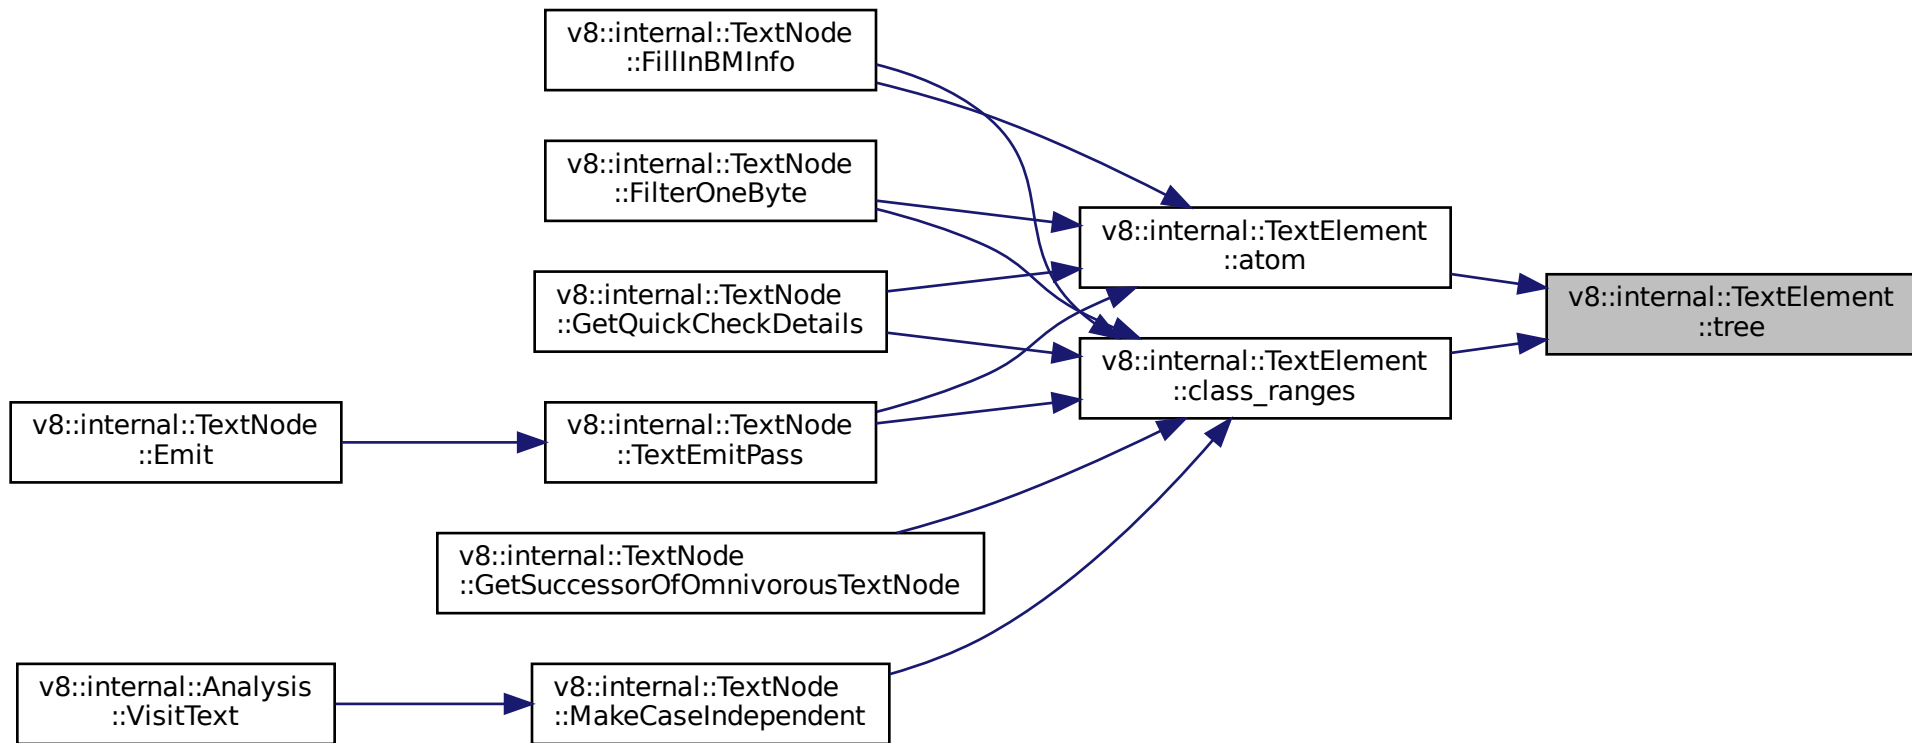 v8::internal::TextNode
::FillInBMInfo
v8::internal::TextNode
::FilterOneByte
v8::internal::TextElement
::atom
v8::internal::TextNode
::GetQuickCheckDetails
v8::internal::TextElement
::tree
v8::internal::TextElement
::class_ranges
v8::internal::TextNode
::Emit
v8::internal::TextNode
::TextEmitPass
v8::internal::TextNode
::GetSuccessorOfOmnivorousTextNode
v8::internal::Analysis
::VisitText
v8::internal::TextNode
::MakeCaseIndependent